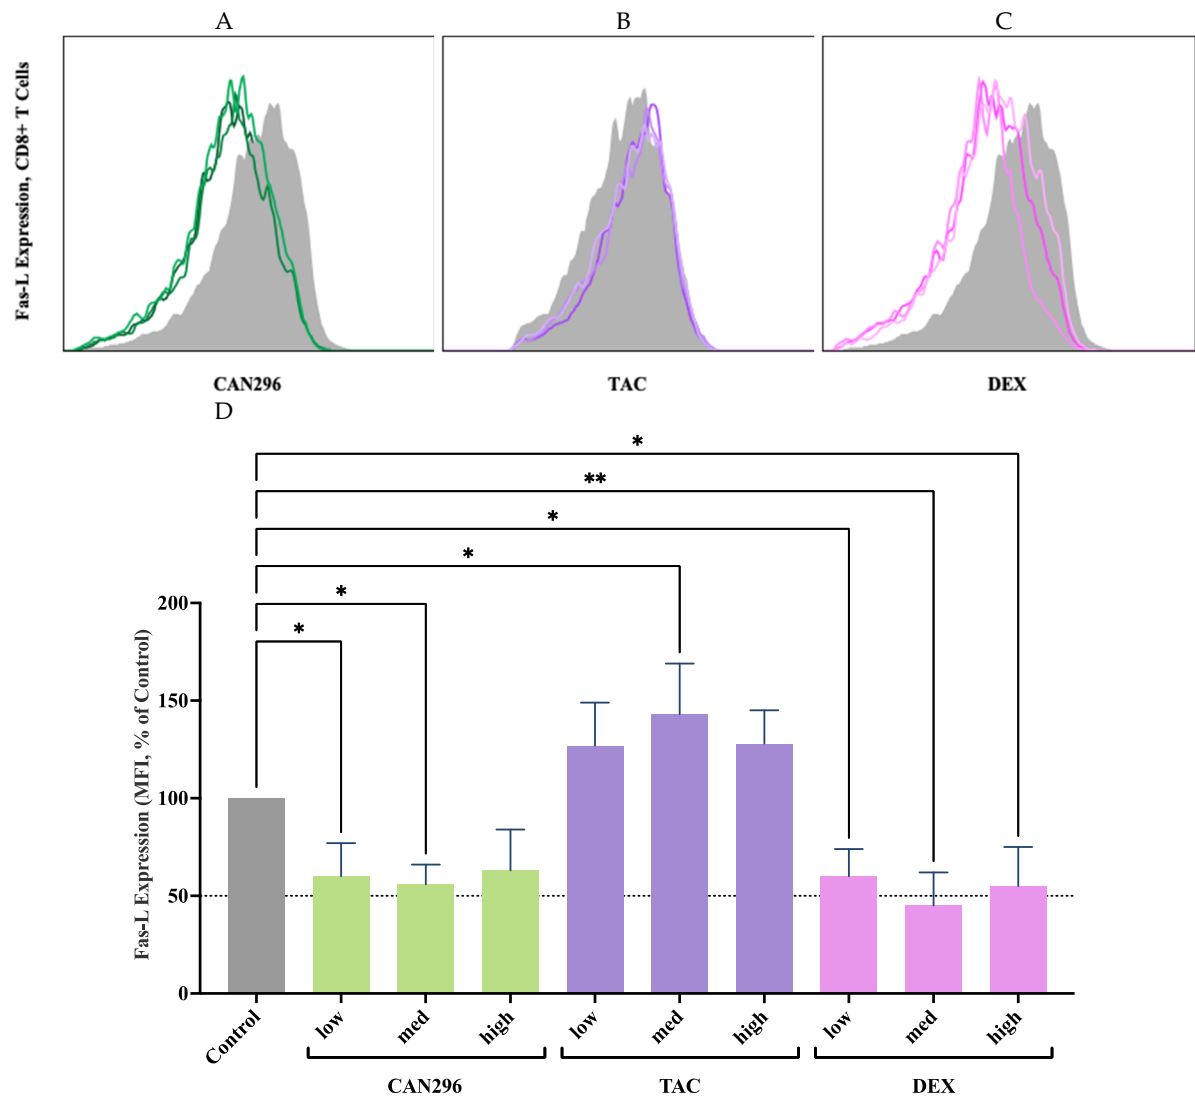 A B C
Fas-L Expression, CD8+ T Cells
CAN296 TAC DEX
D
*
**
*
*
*
*
Fas-L Expression (MFI, % of Control)
200
150
100
50
0
Control low med high low med high low med high
CAN296 TAC DEX